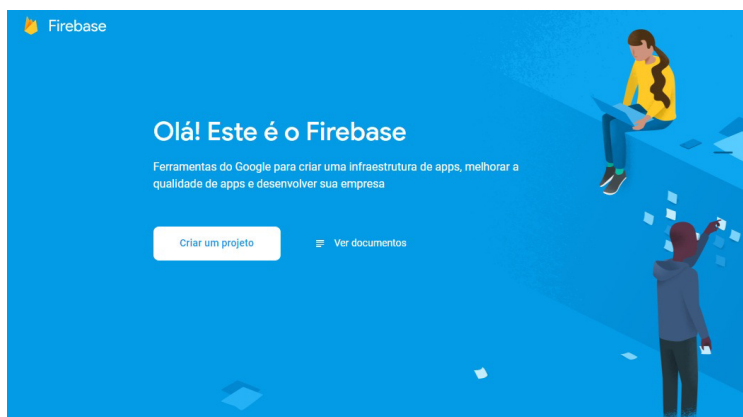 Firebase
Olá! Este é o Firebase
Ferramentas do Google para criar uma infraestrutura de apps, melhorar a
qualidade de apps e desenvolver sua empresa
Criar um projeto
Ver documentos